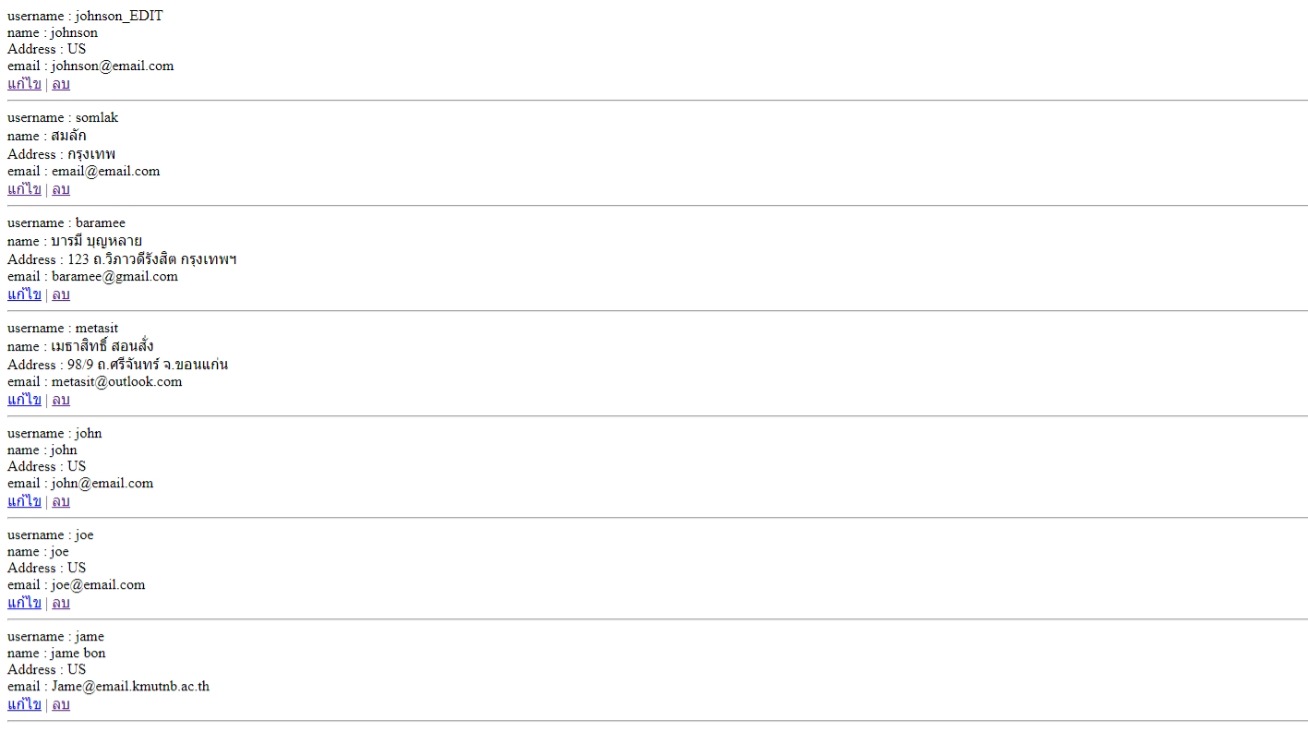 username : johnson_EDIT
name : johnson
Address : US
email : johnson@email.com
แก้ไข | ลบ
username : somlak
name : สมลัก
Address : กรุงเทพ
email : email@email.com
แก้ไข | ลบ
username : baramee
name : บารมี บุญหลาย
Address : 123 ถ.วิภาวดีรังสิต กรุงเทพฯ
email : baramee@gmail.com
แก้ไข | ลบ
username : metasit
name : เมธาสิทธิ์ สอนสั่ง
Address : 98/9 ถ.ศรีจันทร์ จ.ขอนแก่น
email : metasit@outlook.com
แก้ไข | ลบ
username : john
name : john
Address : US
email : john@email.com
แก้ไข | ลบ
username : joe
name : joe
Address : US
email : joe@email.com
แก้ไข | ลบ
username : jame
name : jame bon
Address : US
email : Jame@email.kmutnb.ac.th
แก้ไข | ลบ